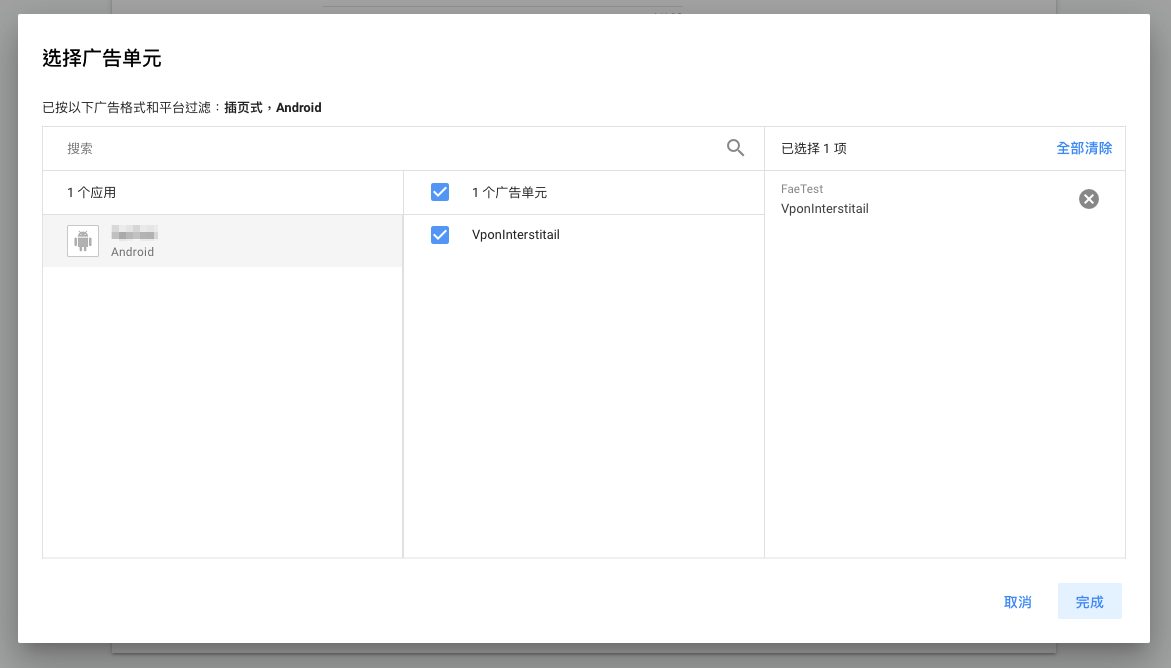 选择广告单元
已按以下广告格式和平台过滤：插页式，Android
搜索
已选择 1 项
全部清除
1 个应用
1 个广告单元
FaeTest
VponInterstitail
Android
VponInterstitail
取消
完成